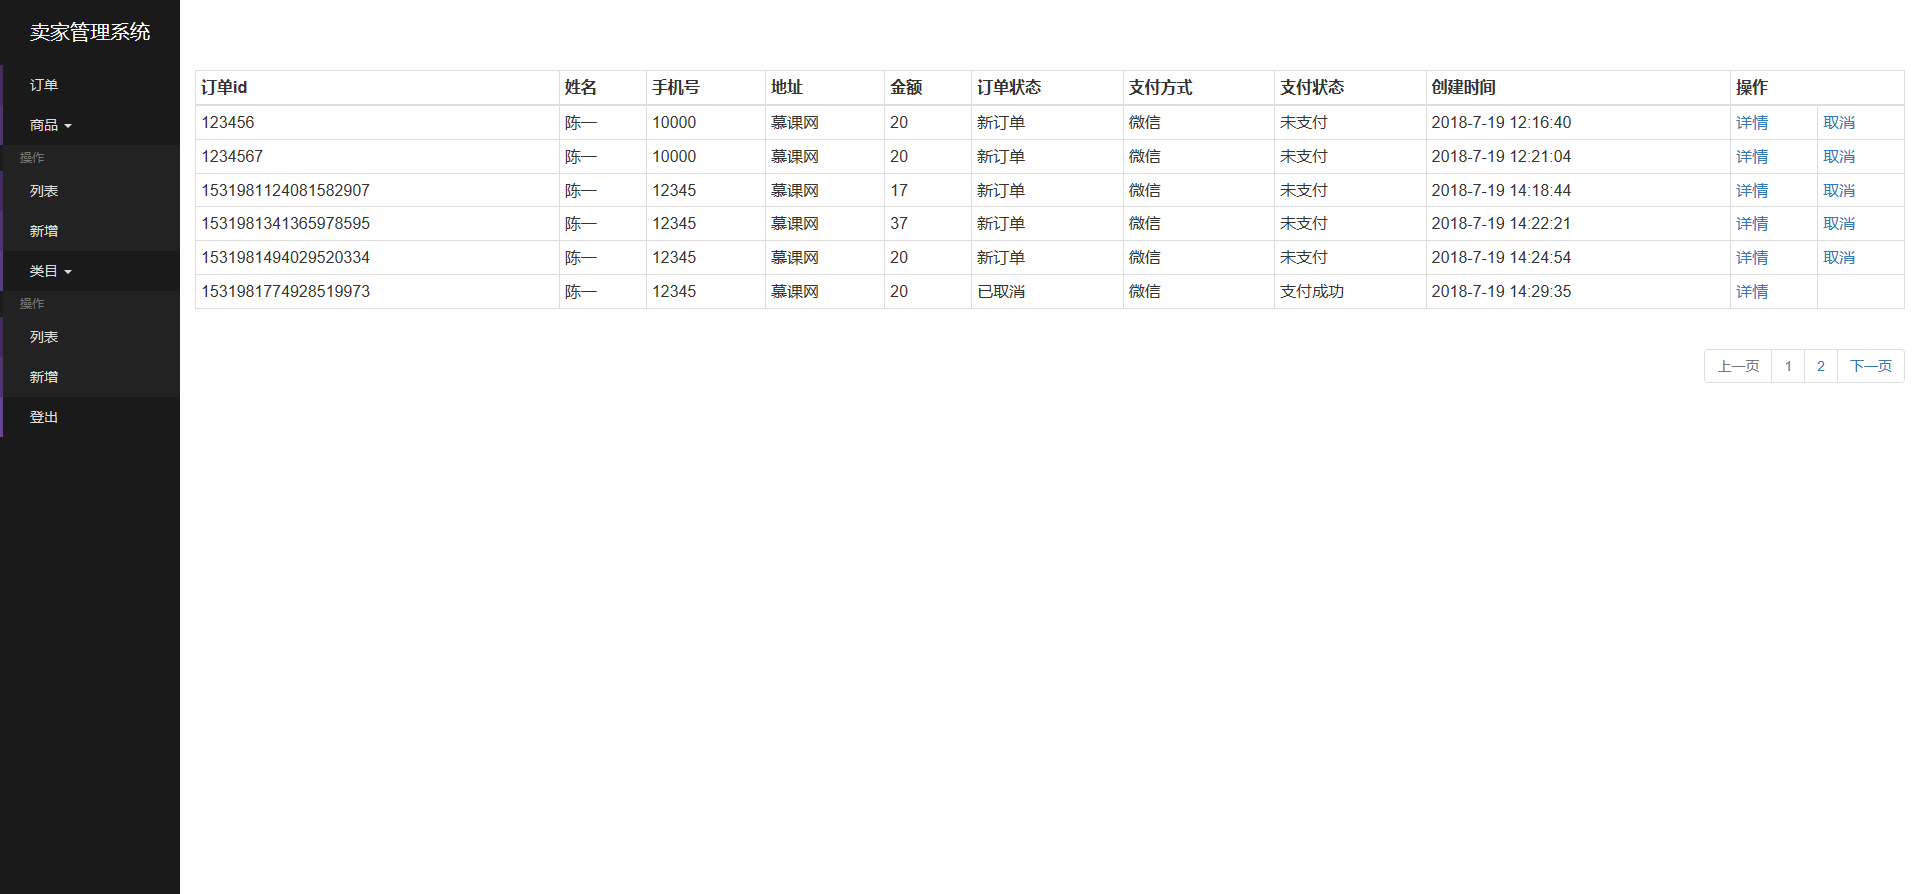 卖家管理系统
订单
商品
操作
列表
新增
类目
操作
列表
新增
登出
订单id 姓名 手机号 地址 金额 订单状态 支付方式 支付状态 创建时间 操作
123456 陈一 10000 慕课网 20 新订单 微信 未支付 2018-7-19 12:16:40 详情 取消
1234567 陈一 10000 慕课网 20 新订单 微信 未支付 2018-7-19 12:21:04 详情 取消
1531981124081582907 陈一 12345 慕课网 17 新订单 微信 未支付 2018-7-19 14:18:44 详情 取消
1531981341365978595 陈一 12345 慕课网 37 新订单 微信 未支付 2018-7-19 14:22:21 详情 取消
1531981494029520334 陈一 12345 慕课网 20 新订单 微信 未支付 2018-7-19 14:24:54 详情 取消
1531981774928519973 陈一 12345 慕课网 20 已取消 微信 支付成功 2018-7-19 14:29:35 详情
上一页 1 2 下一页